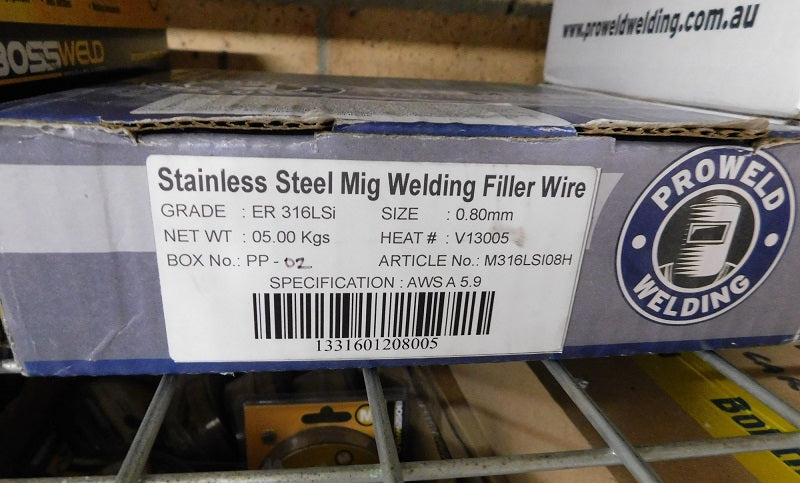 BOSSWELD
www.proweldwelding.com.au
Stainless Steel Mig Welding Filler Wire
GRADE : ER 316LSi SIZE : 0.80mm
NET WT : 05.00 Kgs HEAT # : V13005
BOX No.: PP - 02 ARTICLE No.: M316LSI08H
SPECIFICATION : AWS A 5.9
1331601208005
PROWELD
WELDING